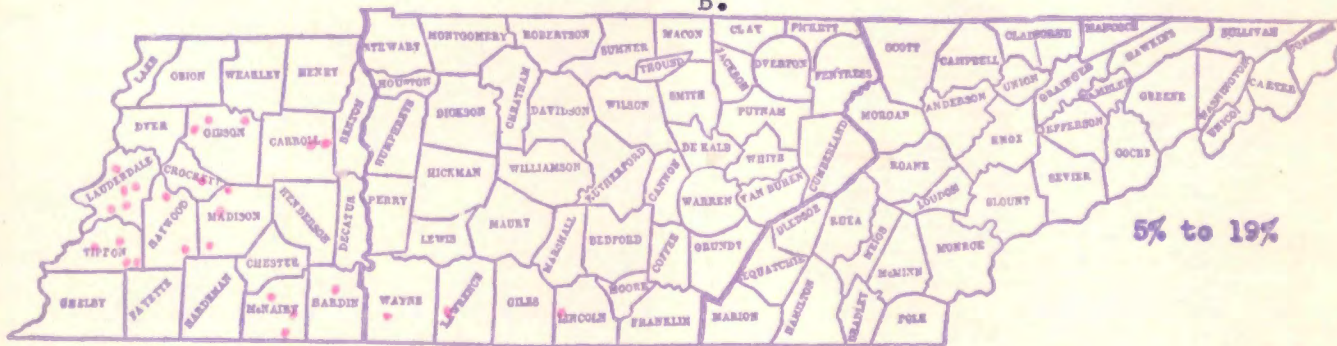 B.
LAKE OBION WEAKLEY HENRY STEWART MONTGOMERY ROBERTSON SUMNER MACON CLAY PICKETT SCOTT CAMPBELL CLAIBORNE HANCOCK HAWKINS SULLIVAN JOHNSON
HOUSTON TROUSD JACKSON OVERTON FENTRESS UNION GRAINGER HAMBLEN GREENE WASHINGTON CARTER UNICOI
DYER GIBSON CARROLL BENTON HUMPHREYS DICKSON CHEATHAM DAVIDSON WILSON SMITH PUTNAM MORGAN ANDERSON KNOX JEFFERSON COCKE
LAUDERDALE CROCKETT HICKMAN WILLIAMSON RUTHERFORD CANNON DE KALB WHITE CUMBERLAND ROANE LOUDON BLOUNT SEVIER
HAYWOOD MADISON HENDERSON DECATUR PERRY MAURY WARREN VAN BUREN
TIPTON CHESTER LEWIS MARSHALL BEDFORD COFFEE GRUNDY BLEDSOE RHEA MEIGS McMINN MONROE
5% to 19%
SHELBY FAYETTE HARDEMAN McNAIRY HARDIN WAYNE LAWRENCE GILES LINCOLN MOORE FRANKLIN MARION SEQUATCHIE HAMILTON BRADLEY POLK